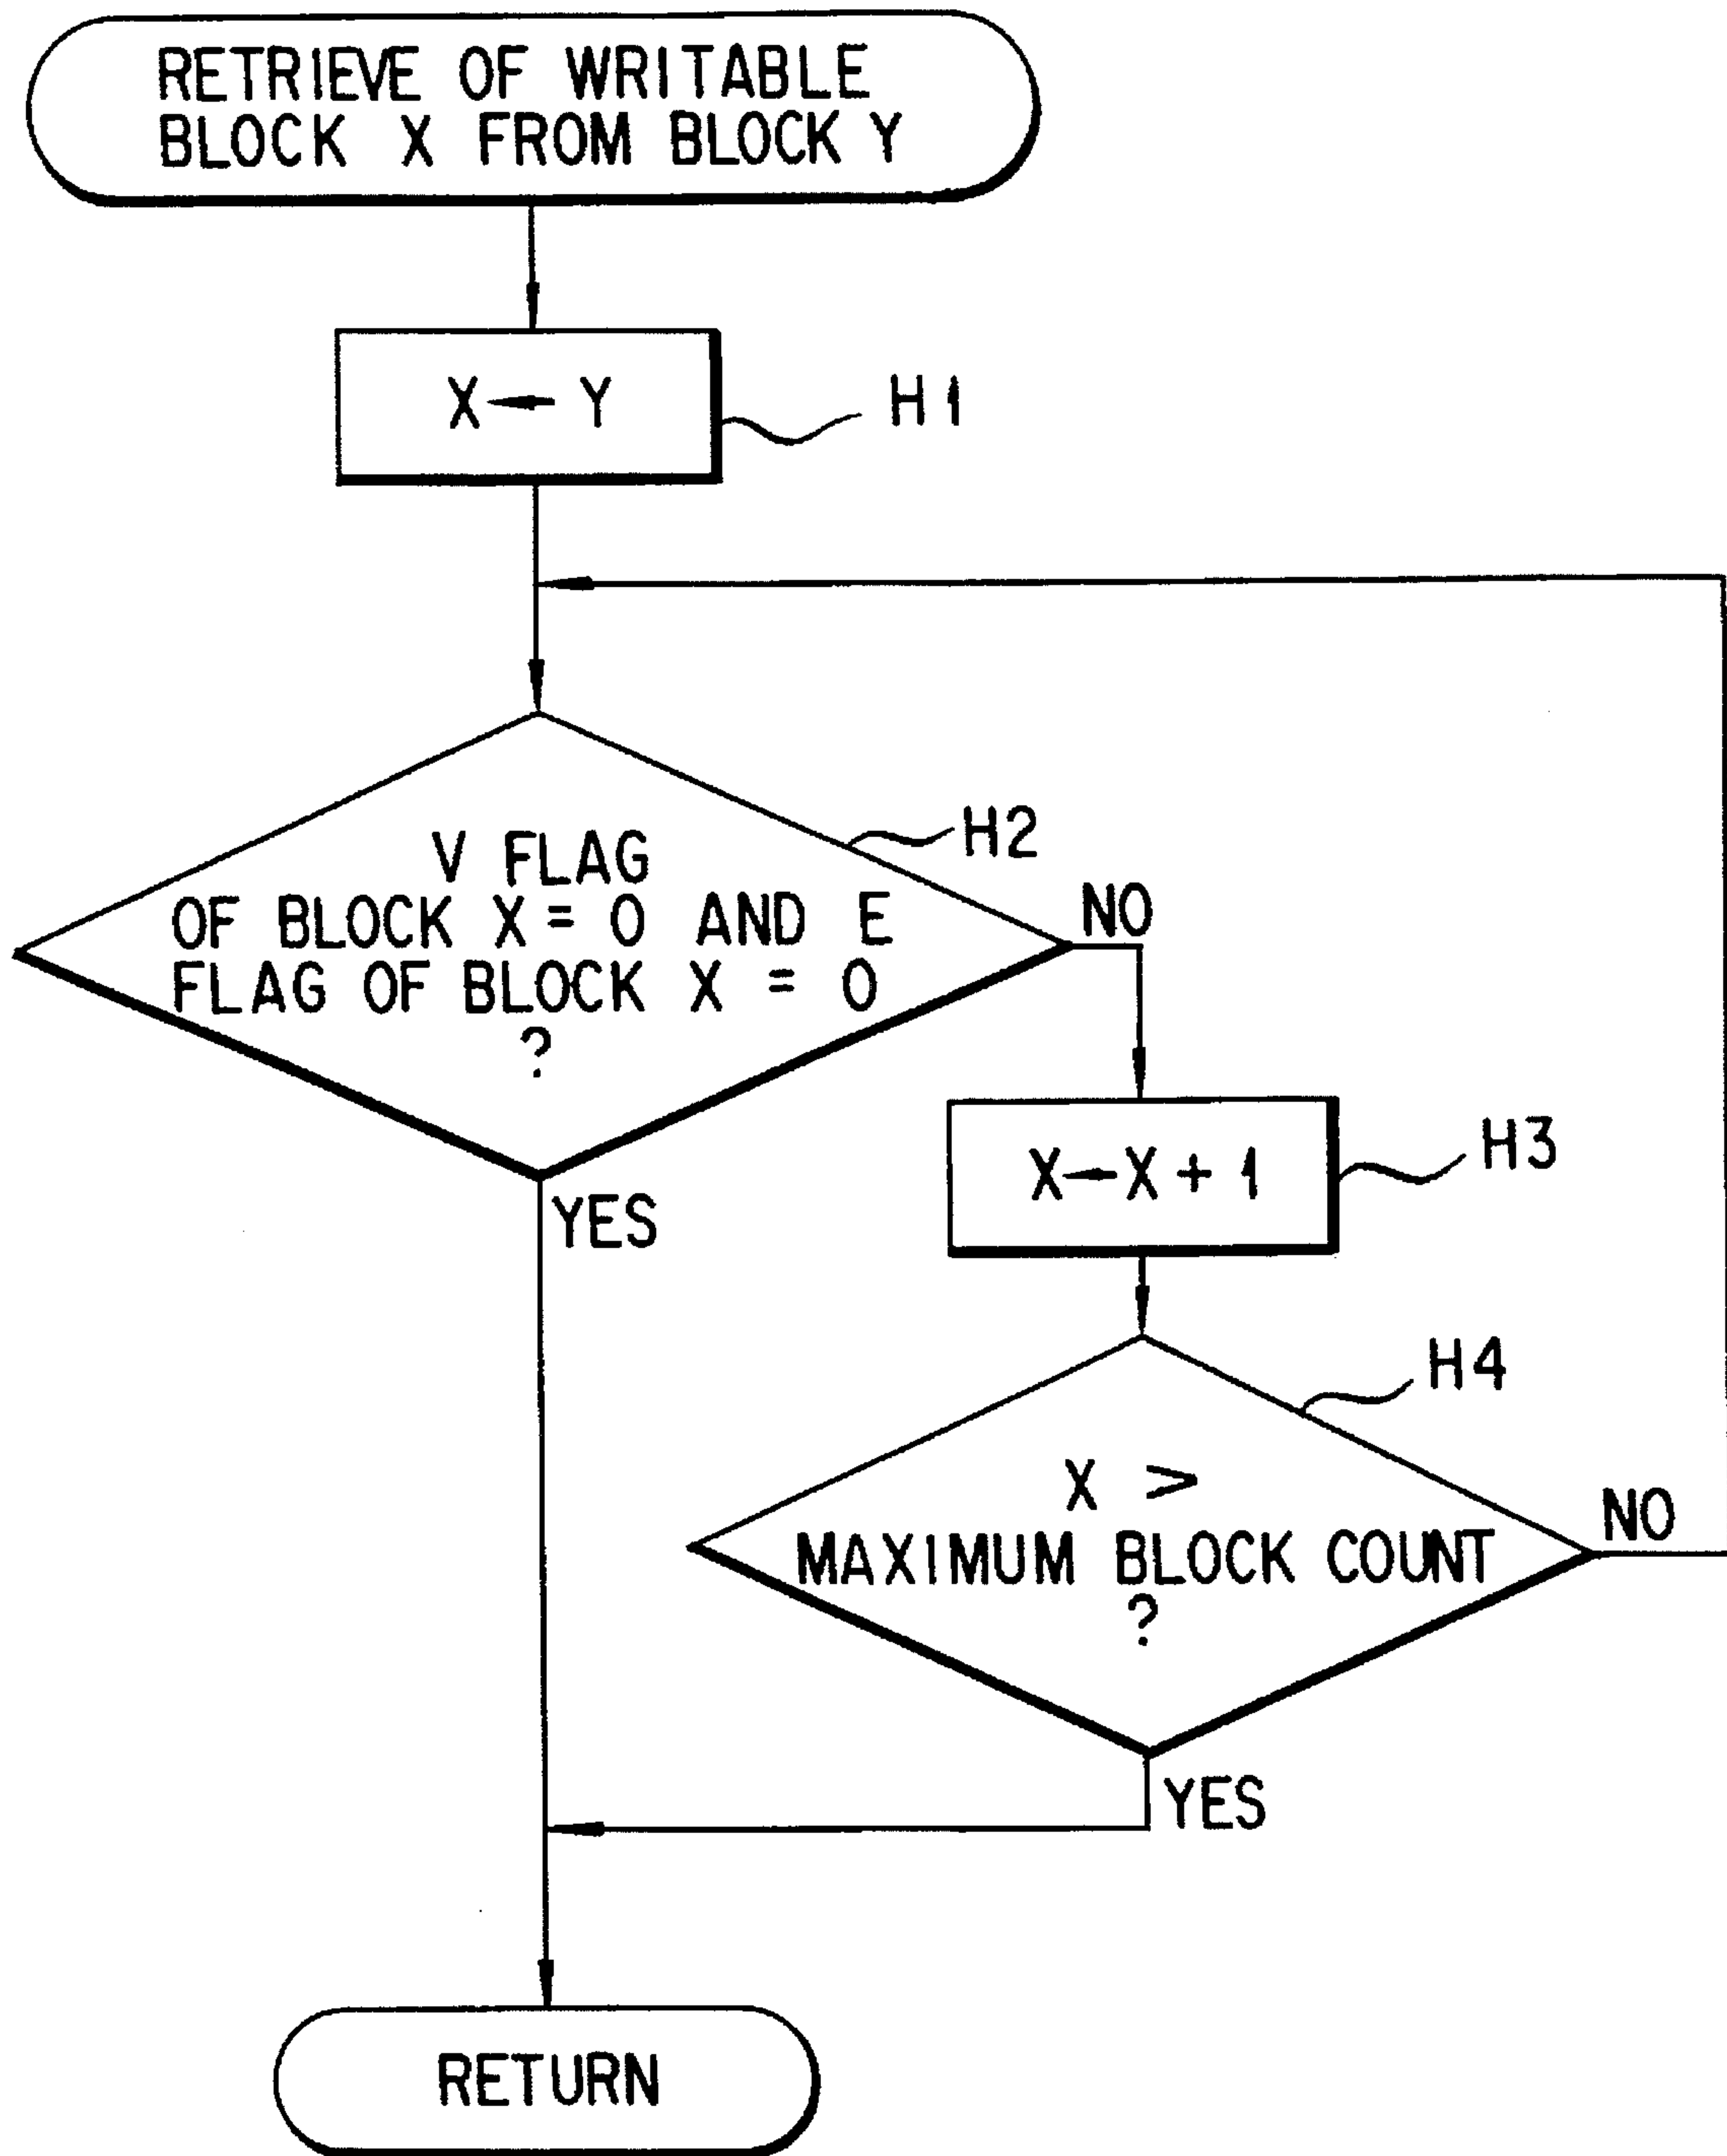 RETRIEVE OF WRITABLE
BLOCK X FROM BLOCK Y
X ← Y
H1
V FLAG
OF BLOCK X = 0 AND E
FLAG OF BLOCK X = 0
?
H2
NO
YES
X ← X + 1
H3
X >
MAXIMUM BLOCK COUNT
?
H4
NO
YES
RETURN